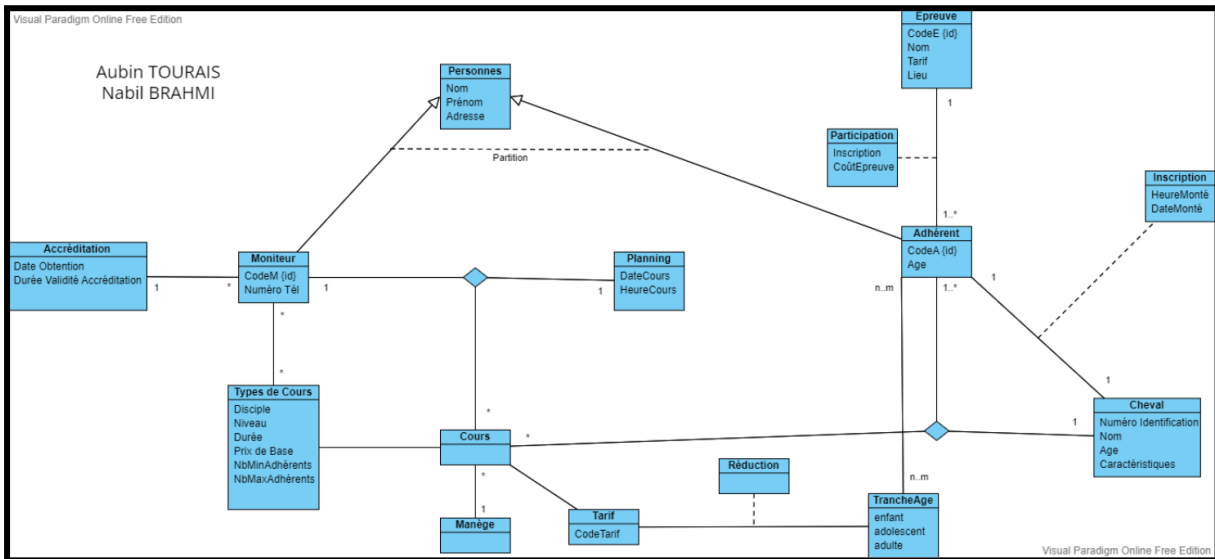 Visual Paradigm Online Free Edition
Aubin TOURAIS
Nabil BRAHMI
Epreuve
CodeE {id}
Nom
Tarif
Lieu
1
Personnes
Nom
Prénom
Adresse
Partition
Participation
Inscription
CoûtEpreuve
1..*
Inscription
HeureMonté
DateMonté
Accréditation
Date Obtention
Durée Validité Accréditation
1
*
Moniteur
CodeM {id}
Numéro Tél
1
*
Planning
DateCours
HeureCours
1
Adhérent
CodeA {id}
Age
n..m
1..*
1
*
Types de Cours
Disciple
Niveau
Durée
Prix de Base
NbMinAdhérents
NbMaxAdhérents
*
Cours
*
*
1
Manège
1
1
Cheval
Numéro Identification
Nom
Age
Caractéristiques
Réduction
Tarif
CodeTarif
n..m
TrancheAge
enfant
adolescent
adulte
Visual Paradigm Online Free Edition